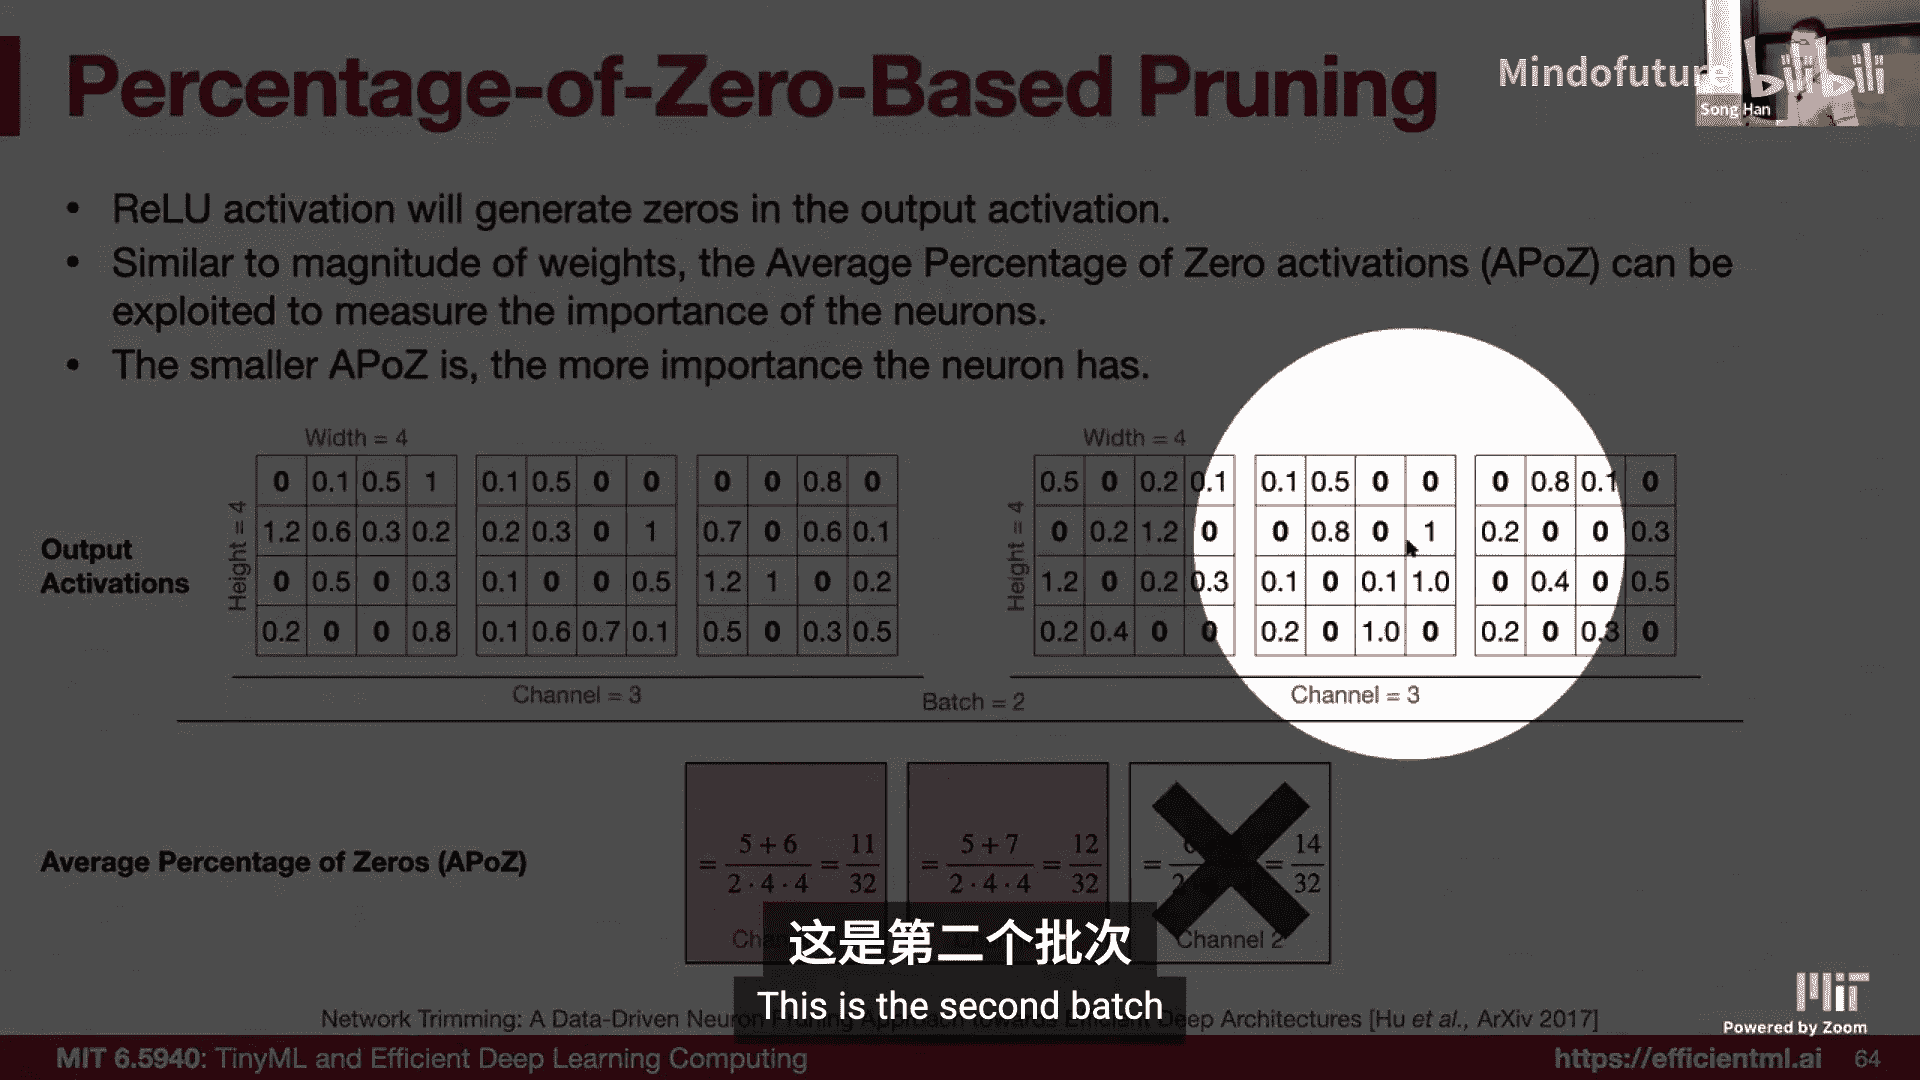 Percentage-of-Zero-Based Pruning
Mindofuture
bilibili
Song Han
• ReLU activation will generate zeros in the output activation.
• Similar to magnitude of weights, the Average Percentage of Zero activations (APoZ) can be
exploited to measure the importance of the neurons.
• The smaller APoZ is, the more importance the neuron has.
Width = 4
Width = 4
Output
Activations
Height = 4
0 0.1 0.5 1
1.2 0.6 0.3 0.2
0 0.5 0 0.3
0.2 0 0 0.8
0.1 0.5 0 0
0.2 0.3 0 1
0.1 0 0 0.5
0.1 0.6 0.7 0.1
0 0 0.8 0
0.7 0 0.6 0.1
1.2 1 0 0.2
0.5 0 0.3 0.5
Height = 4
0.5 0 0.2 0.1
0 0.2 1.2 0
1.2 0 0.2 0.3
0.2 0.4 0 0
0.1 0.5 0 0
0 0.8 0 1
0.1 0 0.1 1.0
0.2 0 1.0 0
0 0.8 0.1 0
0.2 0 0 0.3
0 0.4 0 0.5
0.2 0 0.3 0
Channel = 3
Batch = 2
Channel = 3
Average Percentage of Zeros (APoZ)
= 5 + 6 / 2 · 4 · 4 = 11 / 32
= 5 + 7 / 2 · 4 · 4 = 12 / 32
= = 14 / 32
Channel 2
这是第二个批次
This is the second batch
Network Trimming: A Data-Driven Neuron Pruning Approach towards Efficient Deep Architectures [Hu et al., ArXiv 2017]
MIT
Powered by Zoom
MIT 6.5940: TinyML and Efficient Deep Learning Computing
https://efficientml.ai
64